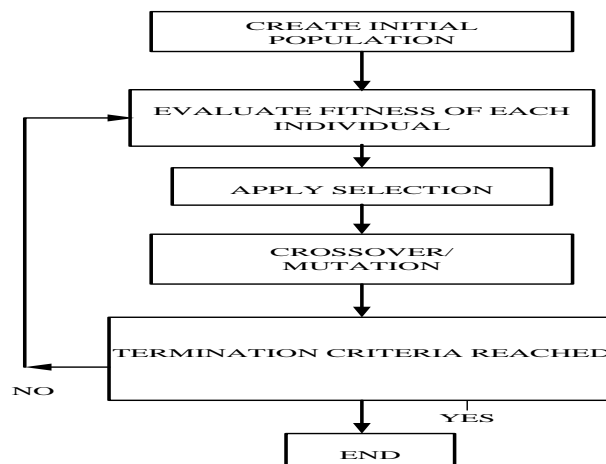 CREATE INITIAL
POPULATION
EVALUATE FITNESS OF EACH
INDIVIDUAL
APPLY SELECTION
CROSSOVER/
MUTATION
TERMINATION CRITERIA REACHED
NO
YES
END